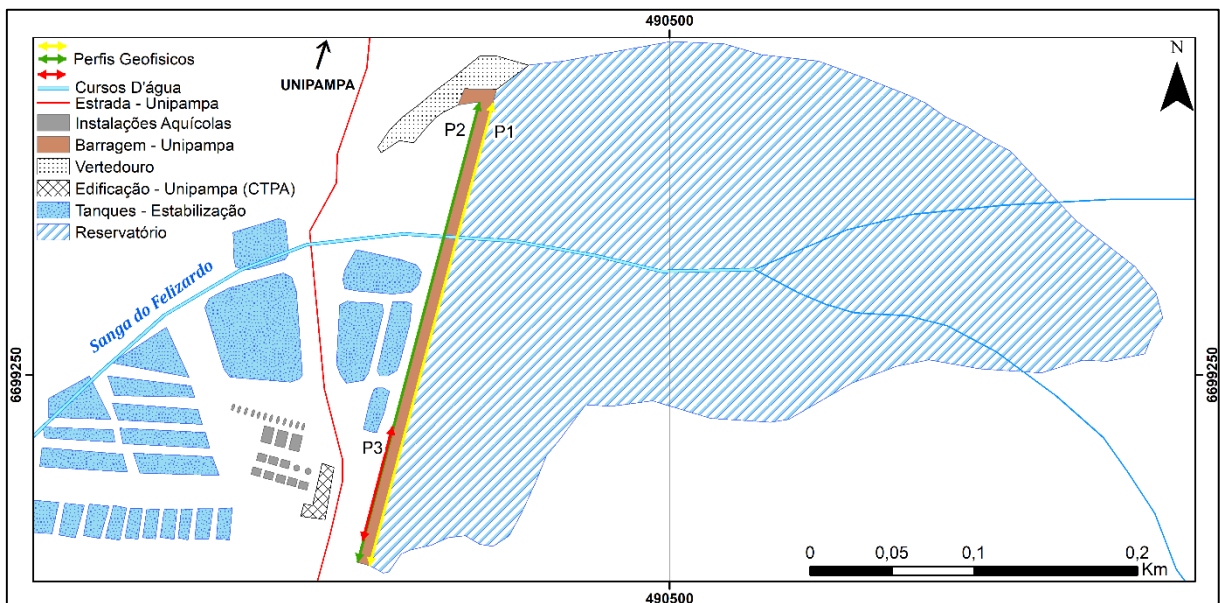 490500
Perfis Geofisicos
Cursos D'água
Estrada - Unipampa
Instalações Aquícolas
Barragem - Unipampa
Vertedouro
Edificação - Unipampa (CTPA)
Tanques - Estabilização
Reservatório
UNIPAMPA
N
P2
P1
Sanga do Felizardo
6699250
6699250
P3
0 0,05 0,1 0,2
Km
490500